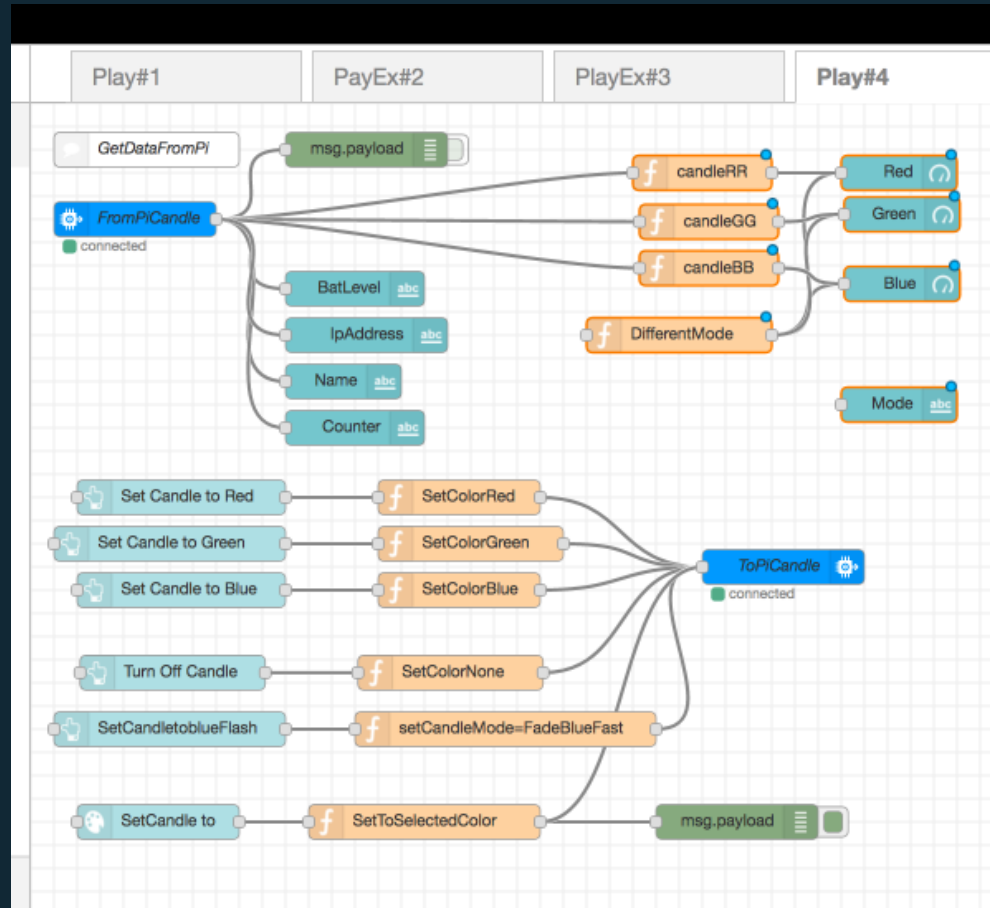 Play#1
PayEx#2
PlayEx#3
Play#4
GetDataFromPi
msg.payload
FromPiCandle
connected
candleRR
candleGG
candleBB
DifferentMode
Red
Green
Blue
BatLevel abc
IpAddress abc
Name abc
Counter abc
Mode abc
Set Candle to Red
SetColorRed
Set Candle to Green
SetColorGreen
Set Candle to Blue
SetColorBlue
ToPiCandle
connected
Turn Off Candle
SetColorNone
SetCandletoblueFlash
setCandleMode=FadeBlueFast
SetCandle to
SetToSelectedColor
msg.payload